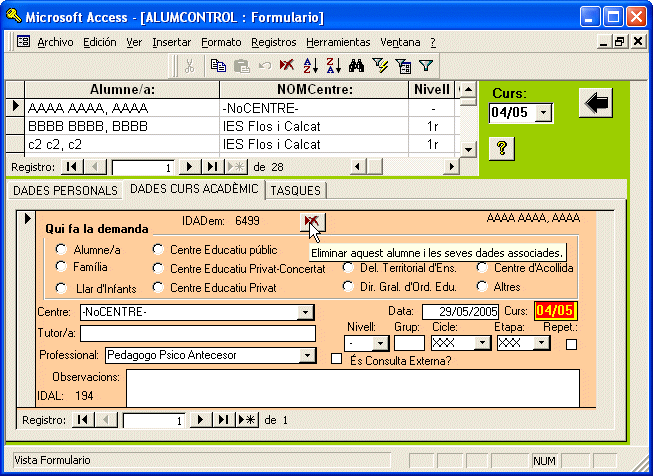 Microsoft Access - [ALUMCONTROL : Formulario]
Archivo Edición Ver Insertar Formato Registros Herramientas Ventana ?
Alumne/a: NOMCentre: Nivell
AAAA AAAA, AAAA -NoCENTRE- -
BBBB BBBB, BBBB IES Flos i Calcat 1r
c2 c2, c2 IES Flos i Calcat 1r
Registro: 1 de 28
Curs:
04/05
?
DADES PERSONALS DADES CURS ACADÈMIC TASQUES
Qui fa la demanda IDADem: 6499 AAAA AAAA, AAAA
Eliminar aquest alumne i les seves dades associades.
Alumne/a Centre Educatiu públic
Família Centre Educatiu Privat-Concertat Del. Territorial d'Ens. Centre d'Acollida
Llar d'Infants Centre Educatiu Privat Dir. Gral. d'Ord. Edu. Altres
Centre: -NoCENTRE- Data: 29/05/2005 Curs: 04/05
Tutor/a: Nivell: Grup: Cicle: Etapa: Repet.:
- XXX XXX
Professional: Pedagogo Psico Antecesor És Consulta Externa?
Observacions:
IDAL: 194
Registro: 1 de 1
Vista Formulario NUM